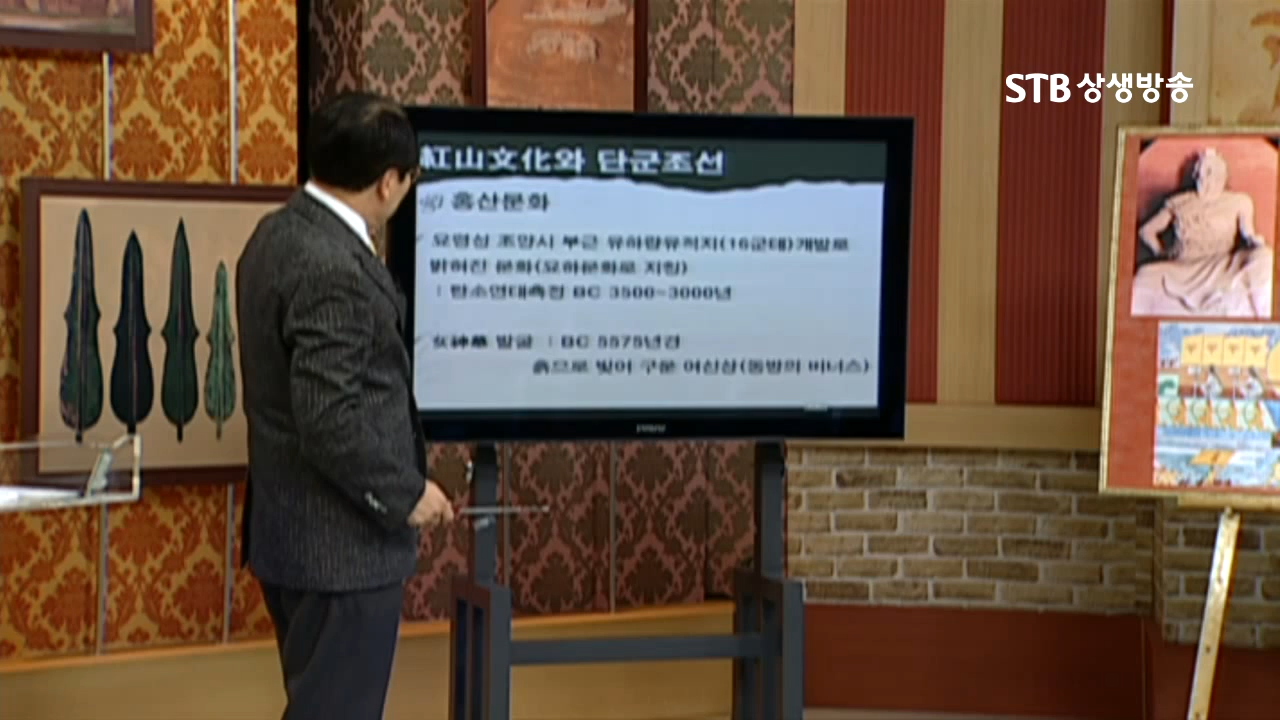 STB 상생방송
紅山文化와 단군조선
홍산문화
요령성 조양시 부근 유하량유적지(16군데)개발로
밝혀진 문화(요하문화로 지칭)
: 탄소연대측정 BC 3500~3000년
女神墓 발굴 : BC 5575년경
흙으로 빚어 구운 여신상(동방의 비너스)